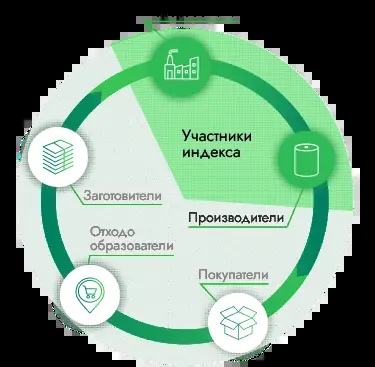 Участники
индекса
Заготовители
Производители
Отходо
образователи
Покупатели